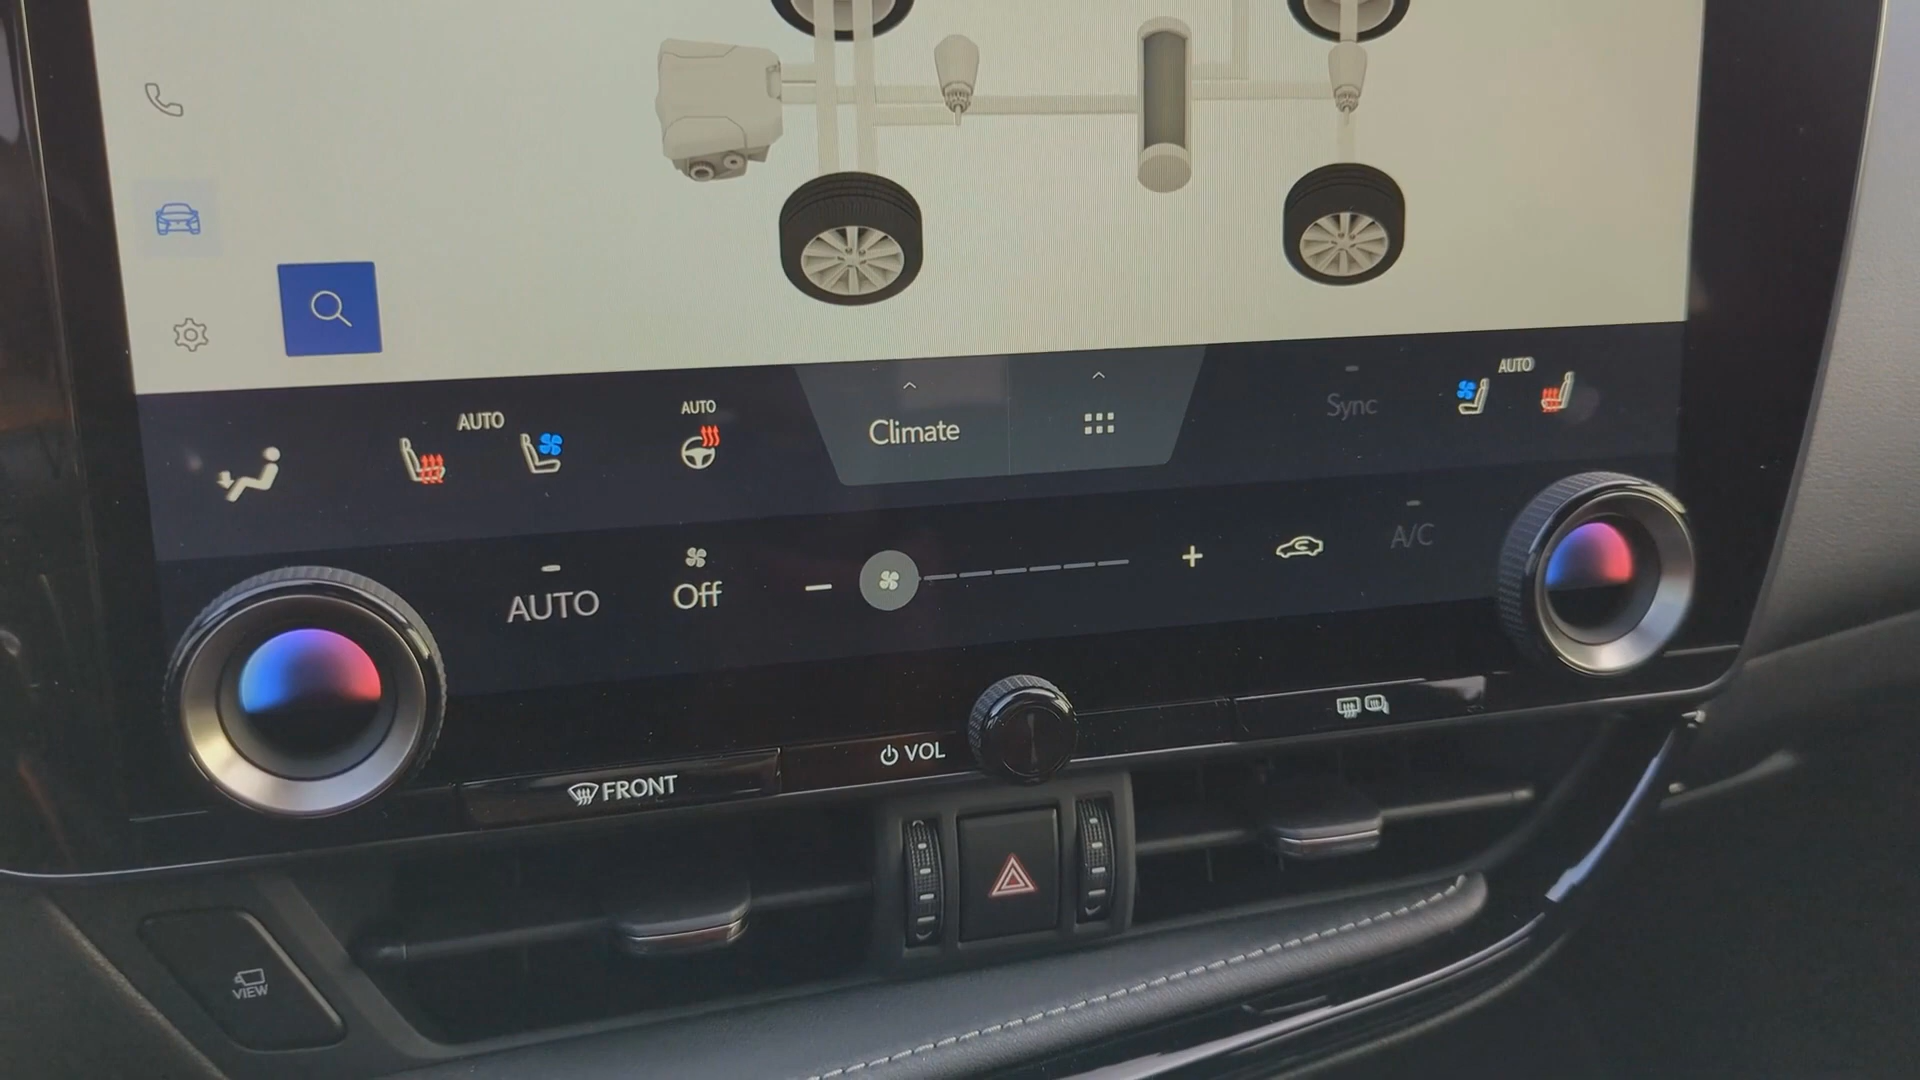 AUTO
AUTO
Climate
Sync
AUTO
AUTO
Off
A/C
FRONT
VOL
VIEW